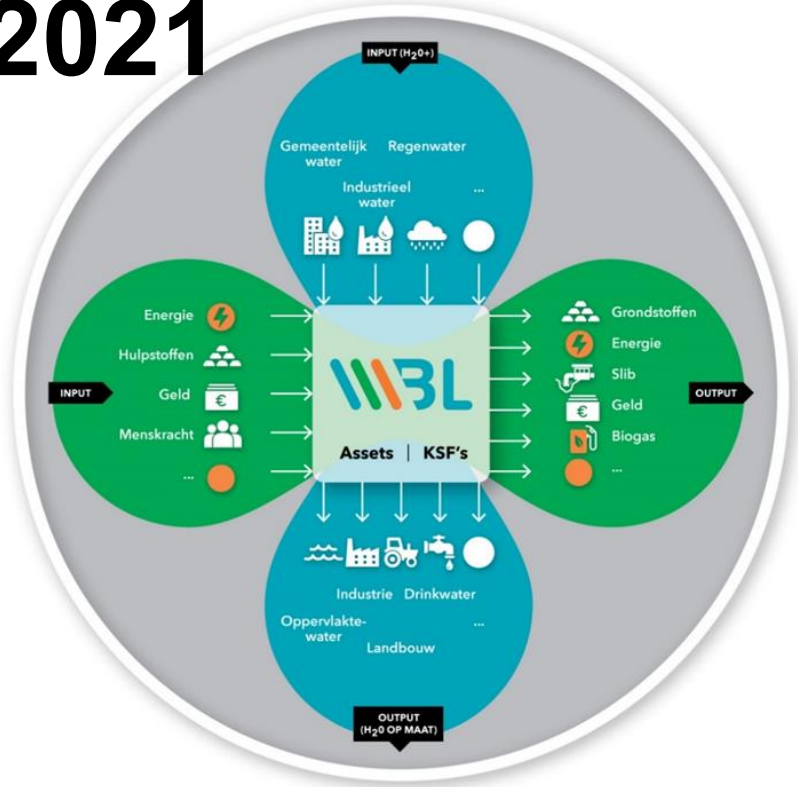 2021
INPUT (H20+)
Gemeentelijk
water
Regenwater
Industrieel
water
...
Energie
Hulpstoffen
Geld
€
Menskracht
...
INPUT
WBL
Assets | KSF's
Grondstoffen
Energie
Slib
Geld
€
Biogas
...
OUTPUT
Industrie
Drinkwater
Oppervlakte-
water
...
Landbouw
OUTPUT
(H20 OP MAAT)